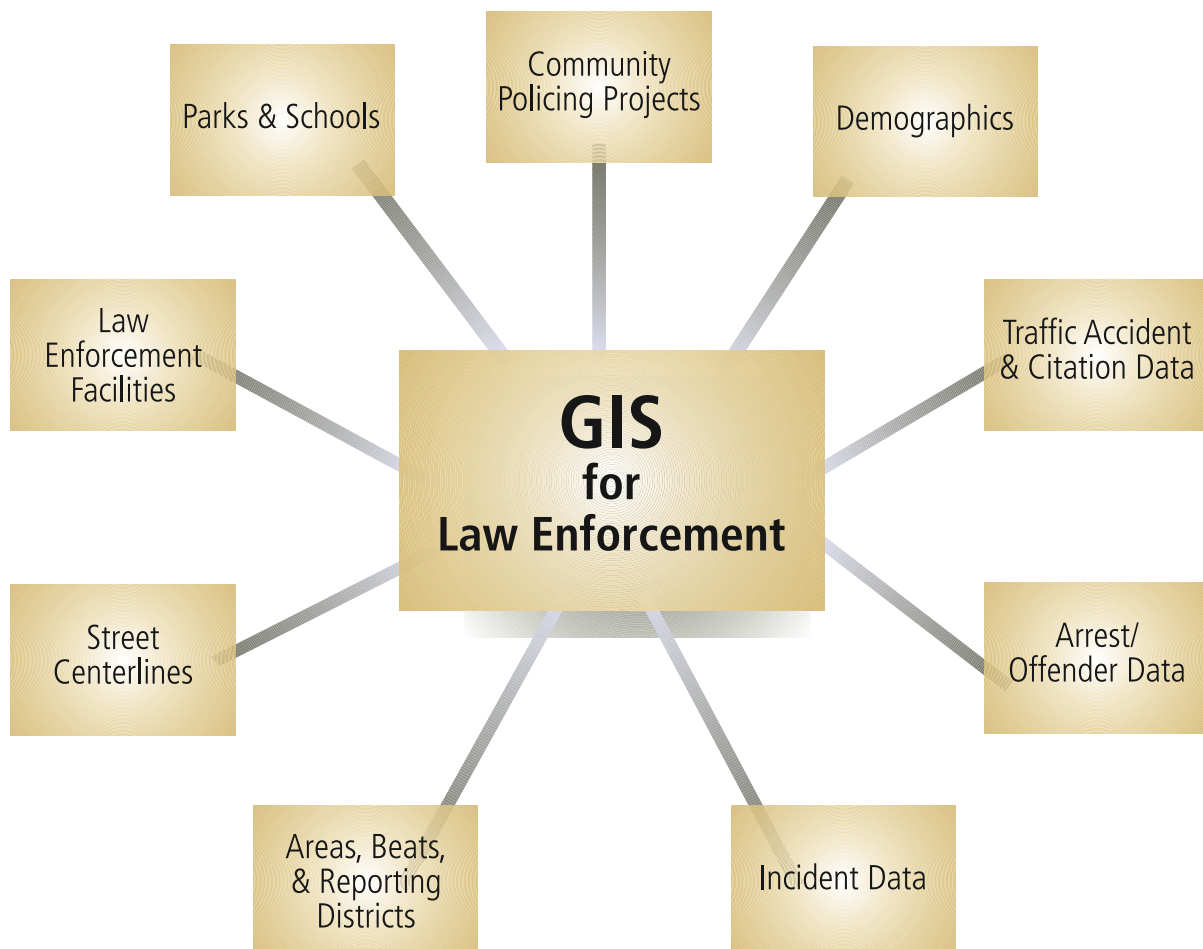 Community
Policing Projects
Parks & Schools
Demographics
Law
Enforcement
Facilities
Traffic Accident
& Citation Data
GIS
for
Law Enforcement
Street
Centerlines
Arrest/
Offender Data
Areas, Beats,
& Reporting
Districts
Incident Data